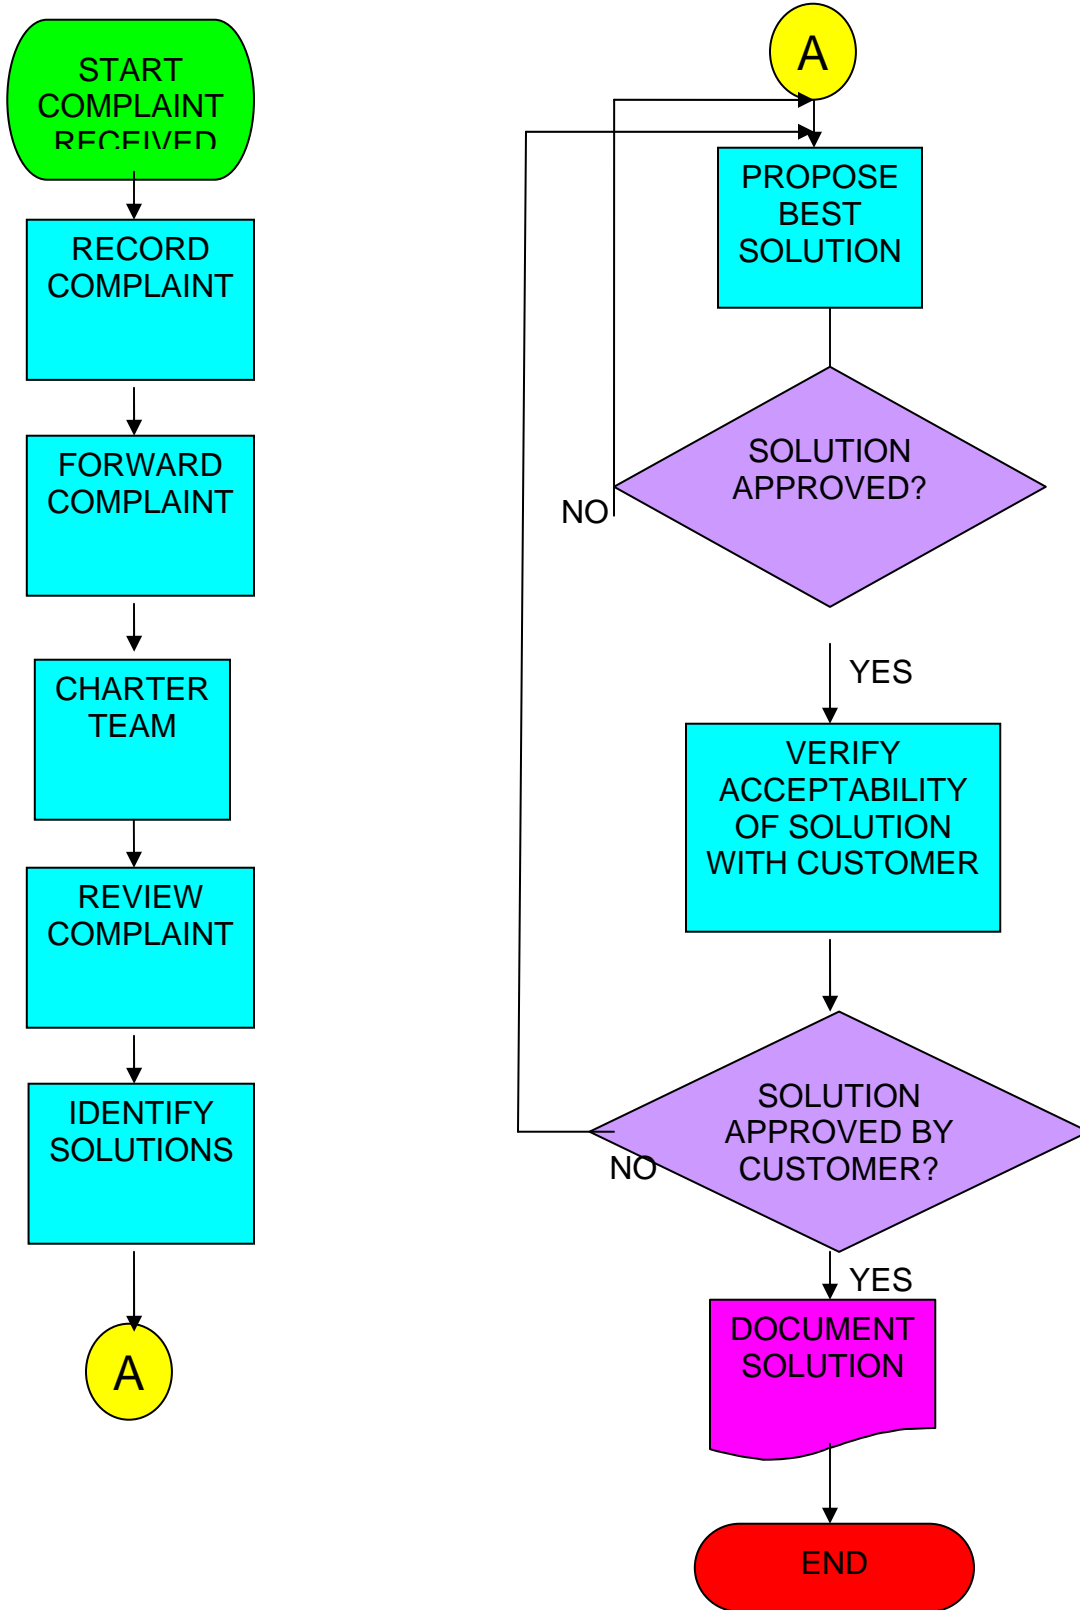 START
COMPLAINT
RECEIVED
RECORD
COMPLAINT
FORWARD
COMPLAINT
CHARTER
TEAM
REVIEW
COMPLAINT
IDENTIFY
SOLUTIONS
A
A
PROPOSE
BEST
SOLUTION
SOLUTION
APPROVED?
NO
YES
VERIFY
ACCEPTABILITY
OF SOLUTION
WITH CUSTOMER
SOLUTION
APPROVED BY
CUSTOMER?
NO
YES
DOCUMENT
SOLUTION
END